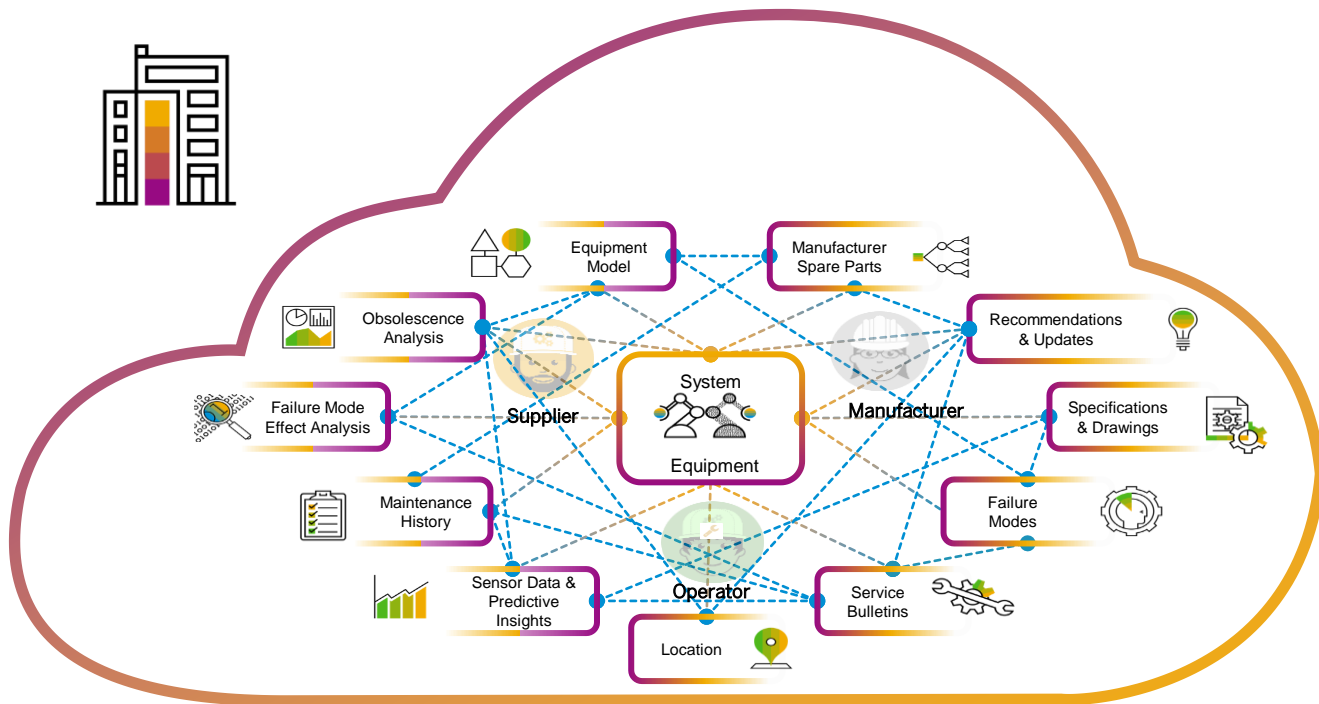 Equipment
Model
Manufacturer
Spare Parts
Obsolescence
Analysis
Recommendations
& Updates
System
Equipment
Supplier
Manufacturer
Failure Mode
Effect Analysis
Specifications
& Drawings
Maintenance
History
Failure
Modes
Sensor Data &
Predictive
Insights
Operator
Service
Bulletins
Location